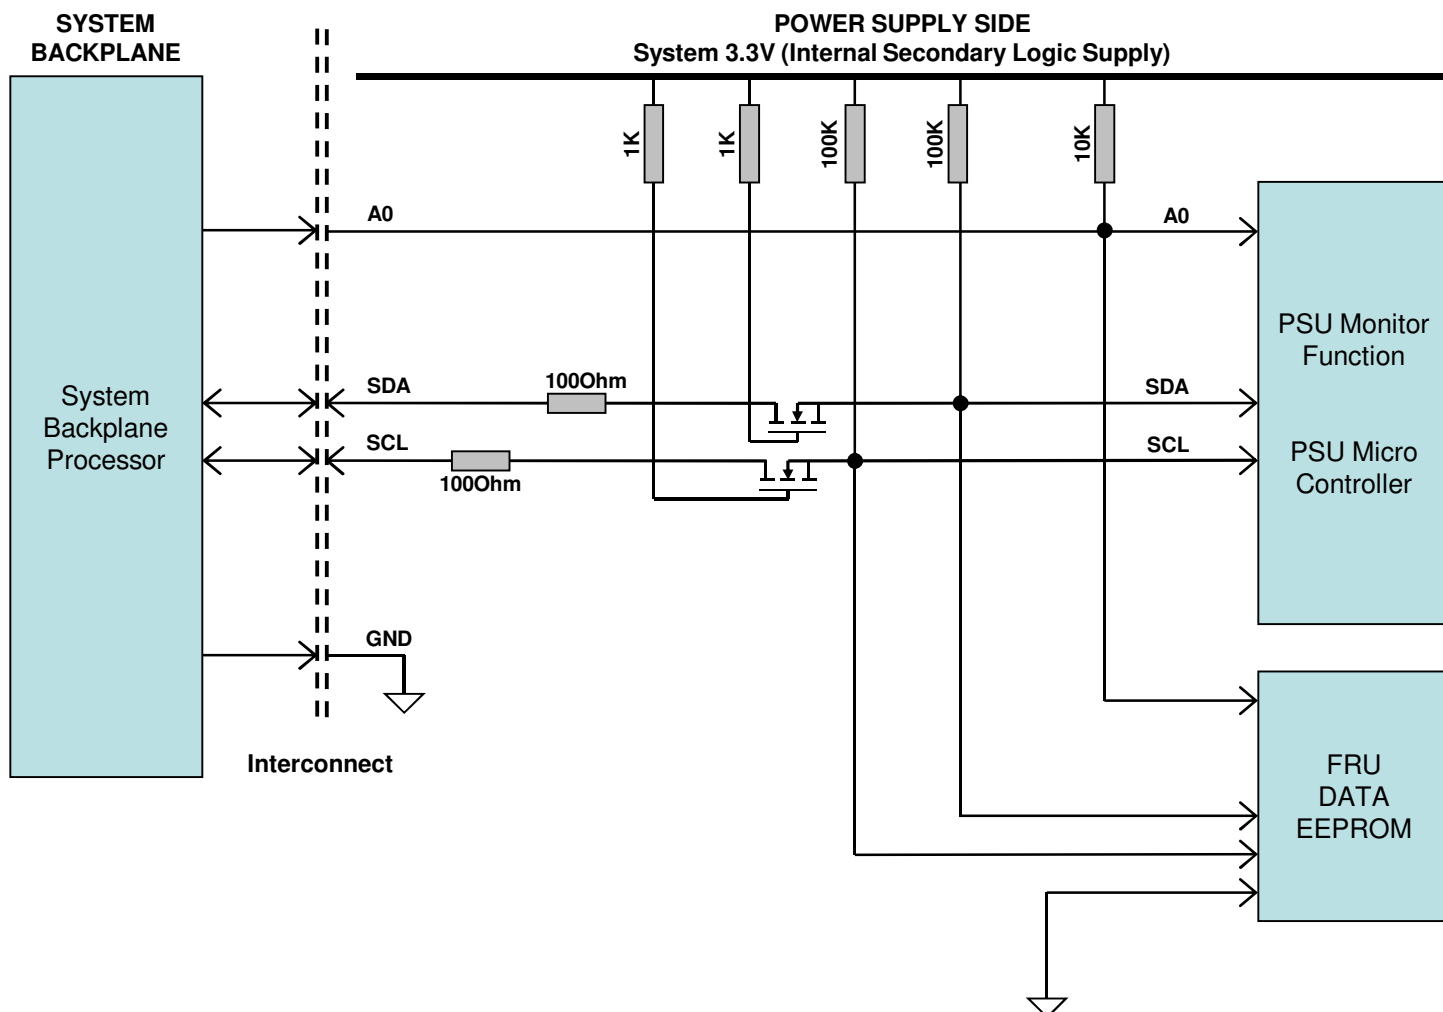 SYSTEM
BACKPLANE
POWER SUPPLY SIDE
System 3.3V (Internal Secondary Logic Supply)
1K
1K
100K
100K
10K
A0
A0
PSU Monitor
Function
SDA
100Ohm
SDA
System
Backplane
Processor
SCL
100Ohm
SCL
PSU Micro
Controller
GND
Interconnect
FRU
DATA
EEPROM